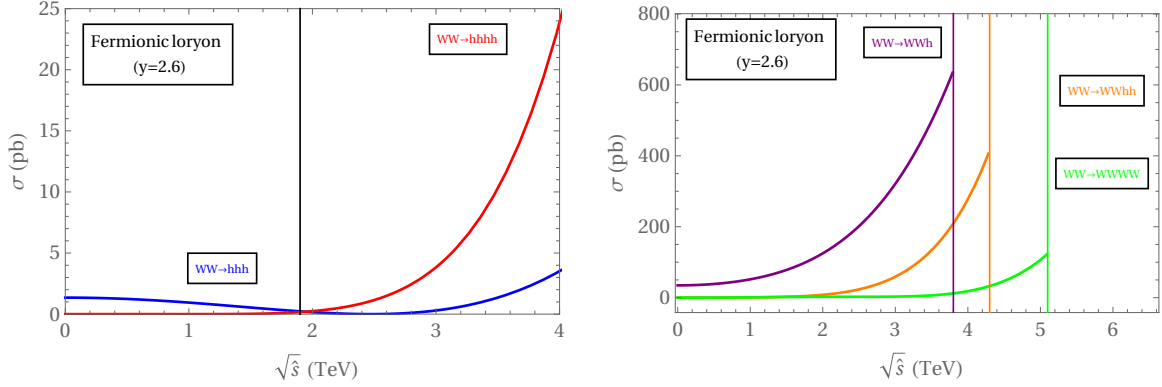 25
20
15
10
5
0
σ (pb)
Fermionic loryon
(y=2.6)
WW→hhhh
WW→hhh
0 1 2 3 4
√ŝ (TeV)
800
600
400
200
0
σ (pb)
Fermionic loryon
(y=2.6)
WW→WWh
WW→WWhh
WW→WWWW
0 1 2 3 4 5 6
√ŝ (TeV)